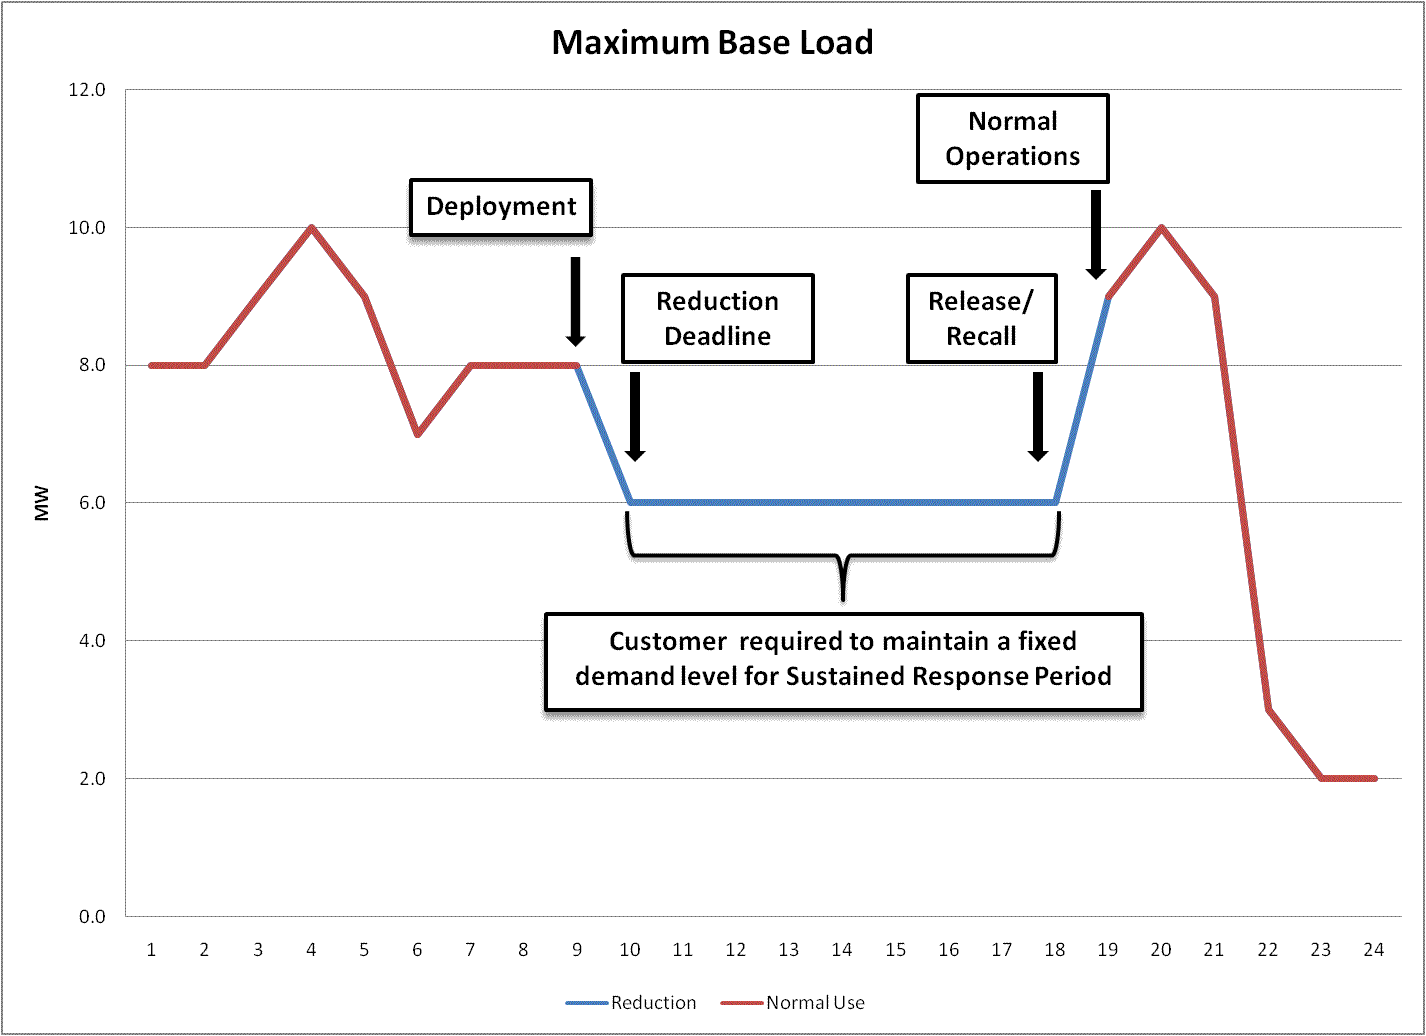 Maximum Base Load
12.0
Normal
Operations
Deployment
10.0
Reduction
Deadline
Release/
Recall
8.0
MW
6.0
Customer required to maintain a fixed
demand level for Sustained Response Period
4.0
2.0
0.0
1 2 3 4 5 6 7 8 9 10 11 12 13 14 15 16 17 18 19 20 21 22 23 24
Reduction Normal Use